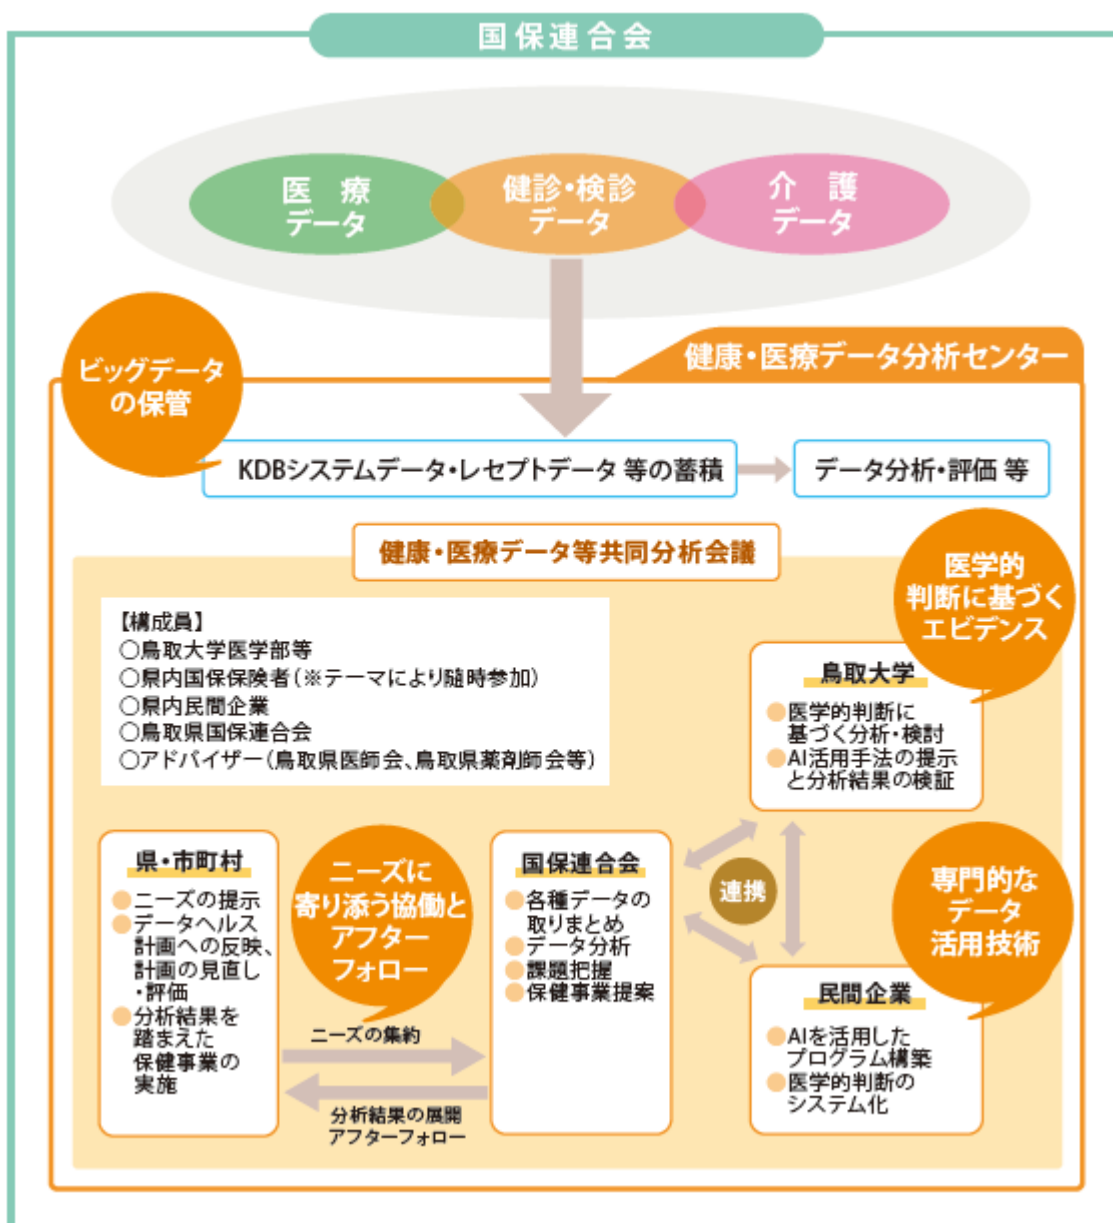 国保連合会
医療
データ
健診・検診
データ
介護
データ
ビッグデータ
の保管
健康・医療データ分析センター
KDBシステムデータ・レセプトデータ 等の蓄積
データ分析・評価 等
健康・医療データ等共同分析会議
医学的
判断に基づく
エビデンス
【構成員】
○鳥取大学医学部等
○県内国保保険者(※テーマにより随時参加)
○県内民間企業
○鳥取県国保連合会
○アドバイザー(鳥取県医師会、鳥取県薬剤師会等)
鳥取大学
●医学的判断に
基づく分析・検討
●AI活用手法の提示
と分析結果の検証
県・市町村
●ニーズの提示
●データヘルス
計画への反映、
計画の見直し
・評価
●分析結果を
踏まえた
保健事業の
実施
ニーズに
寄り添う協働と
アフター
フォロー
ニーズの集約
分析結果の展開
アフターフォロー
国保連合会
●各種データの
取りまとめ
●データ分析
●課題把握
●保健事業提案
連携
専門的な
データ
活用技術
民間企業
●AIを活用した
プログラム構築
●医学的判断の
システム化